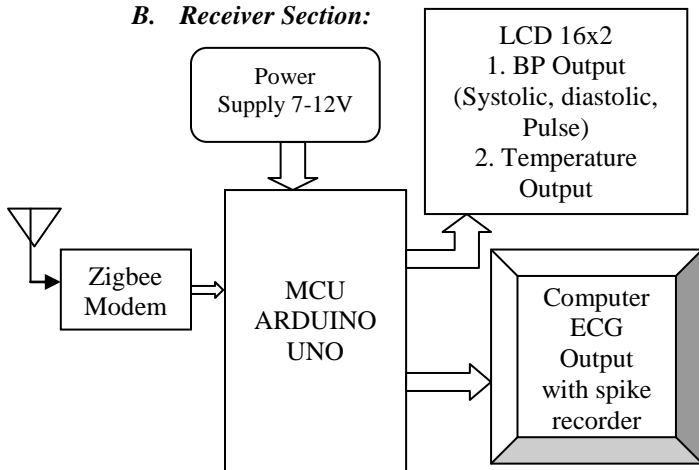 B. Receiver Section:
Power
Supply 7-12V
LCD 16x2
1. BP Output
(Systolic, diastolic,
Pulse)
2. Temperature
Output
Zigbee
Modem
MCU
ARDUINO
UNO
Computer
ECG
Output
with spike
recorder